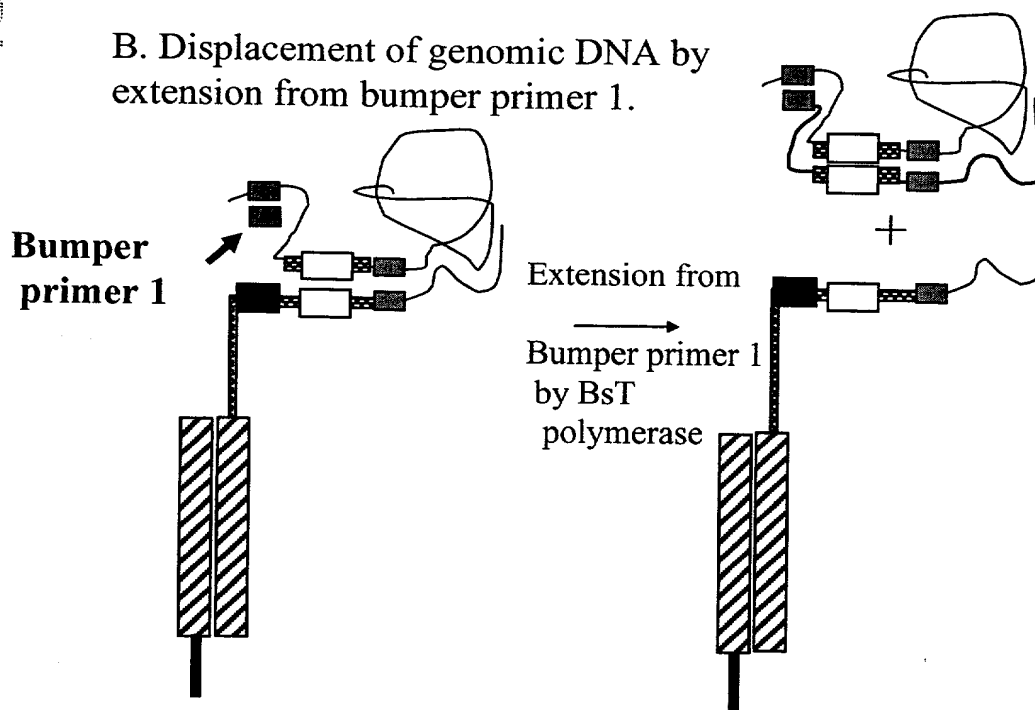 B. Displacement of genomic DNA by
extension from bumper primer 1.
Bumper
primer 1
Extension from
Bumper primer 1
by BsT
polymerase
+